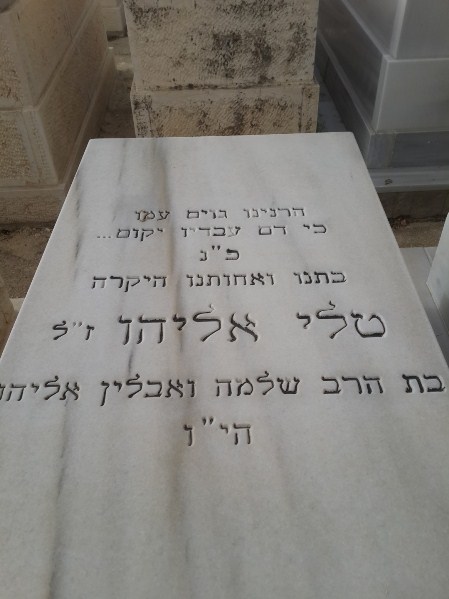 הרנינו גוים עמו
כי דם עבדיו יקום...
פ"נ
בתנו ואחותנו היקרה
טלי אליהו ז"ל
בת הרב שלמה ואבלין אליהו
הי"ו